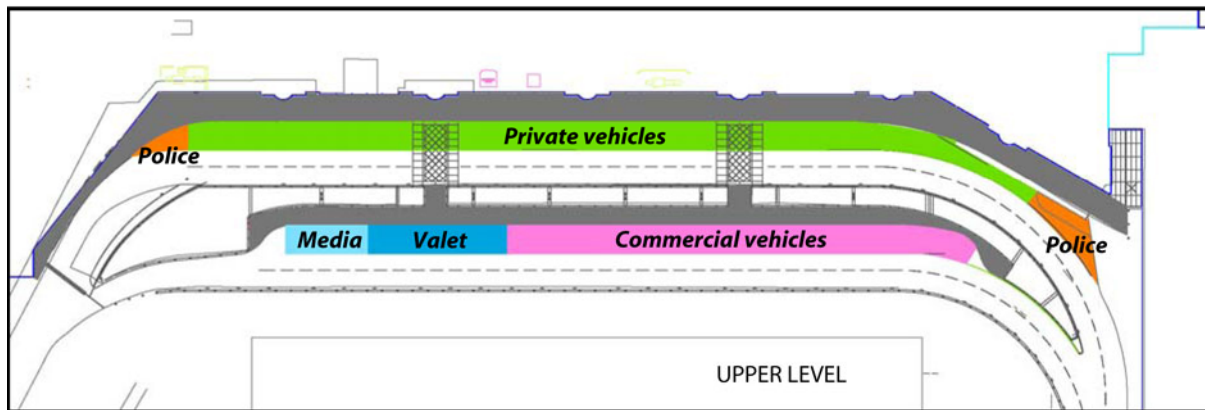 Private vehicles
Police
Media
Valet
Commercial vehicles
Police
UPPER LEVEL